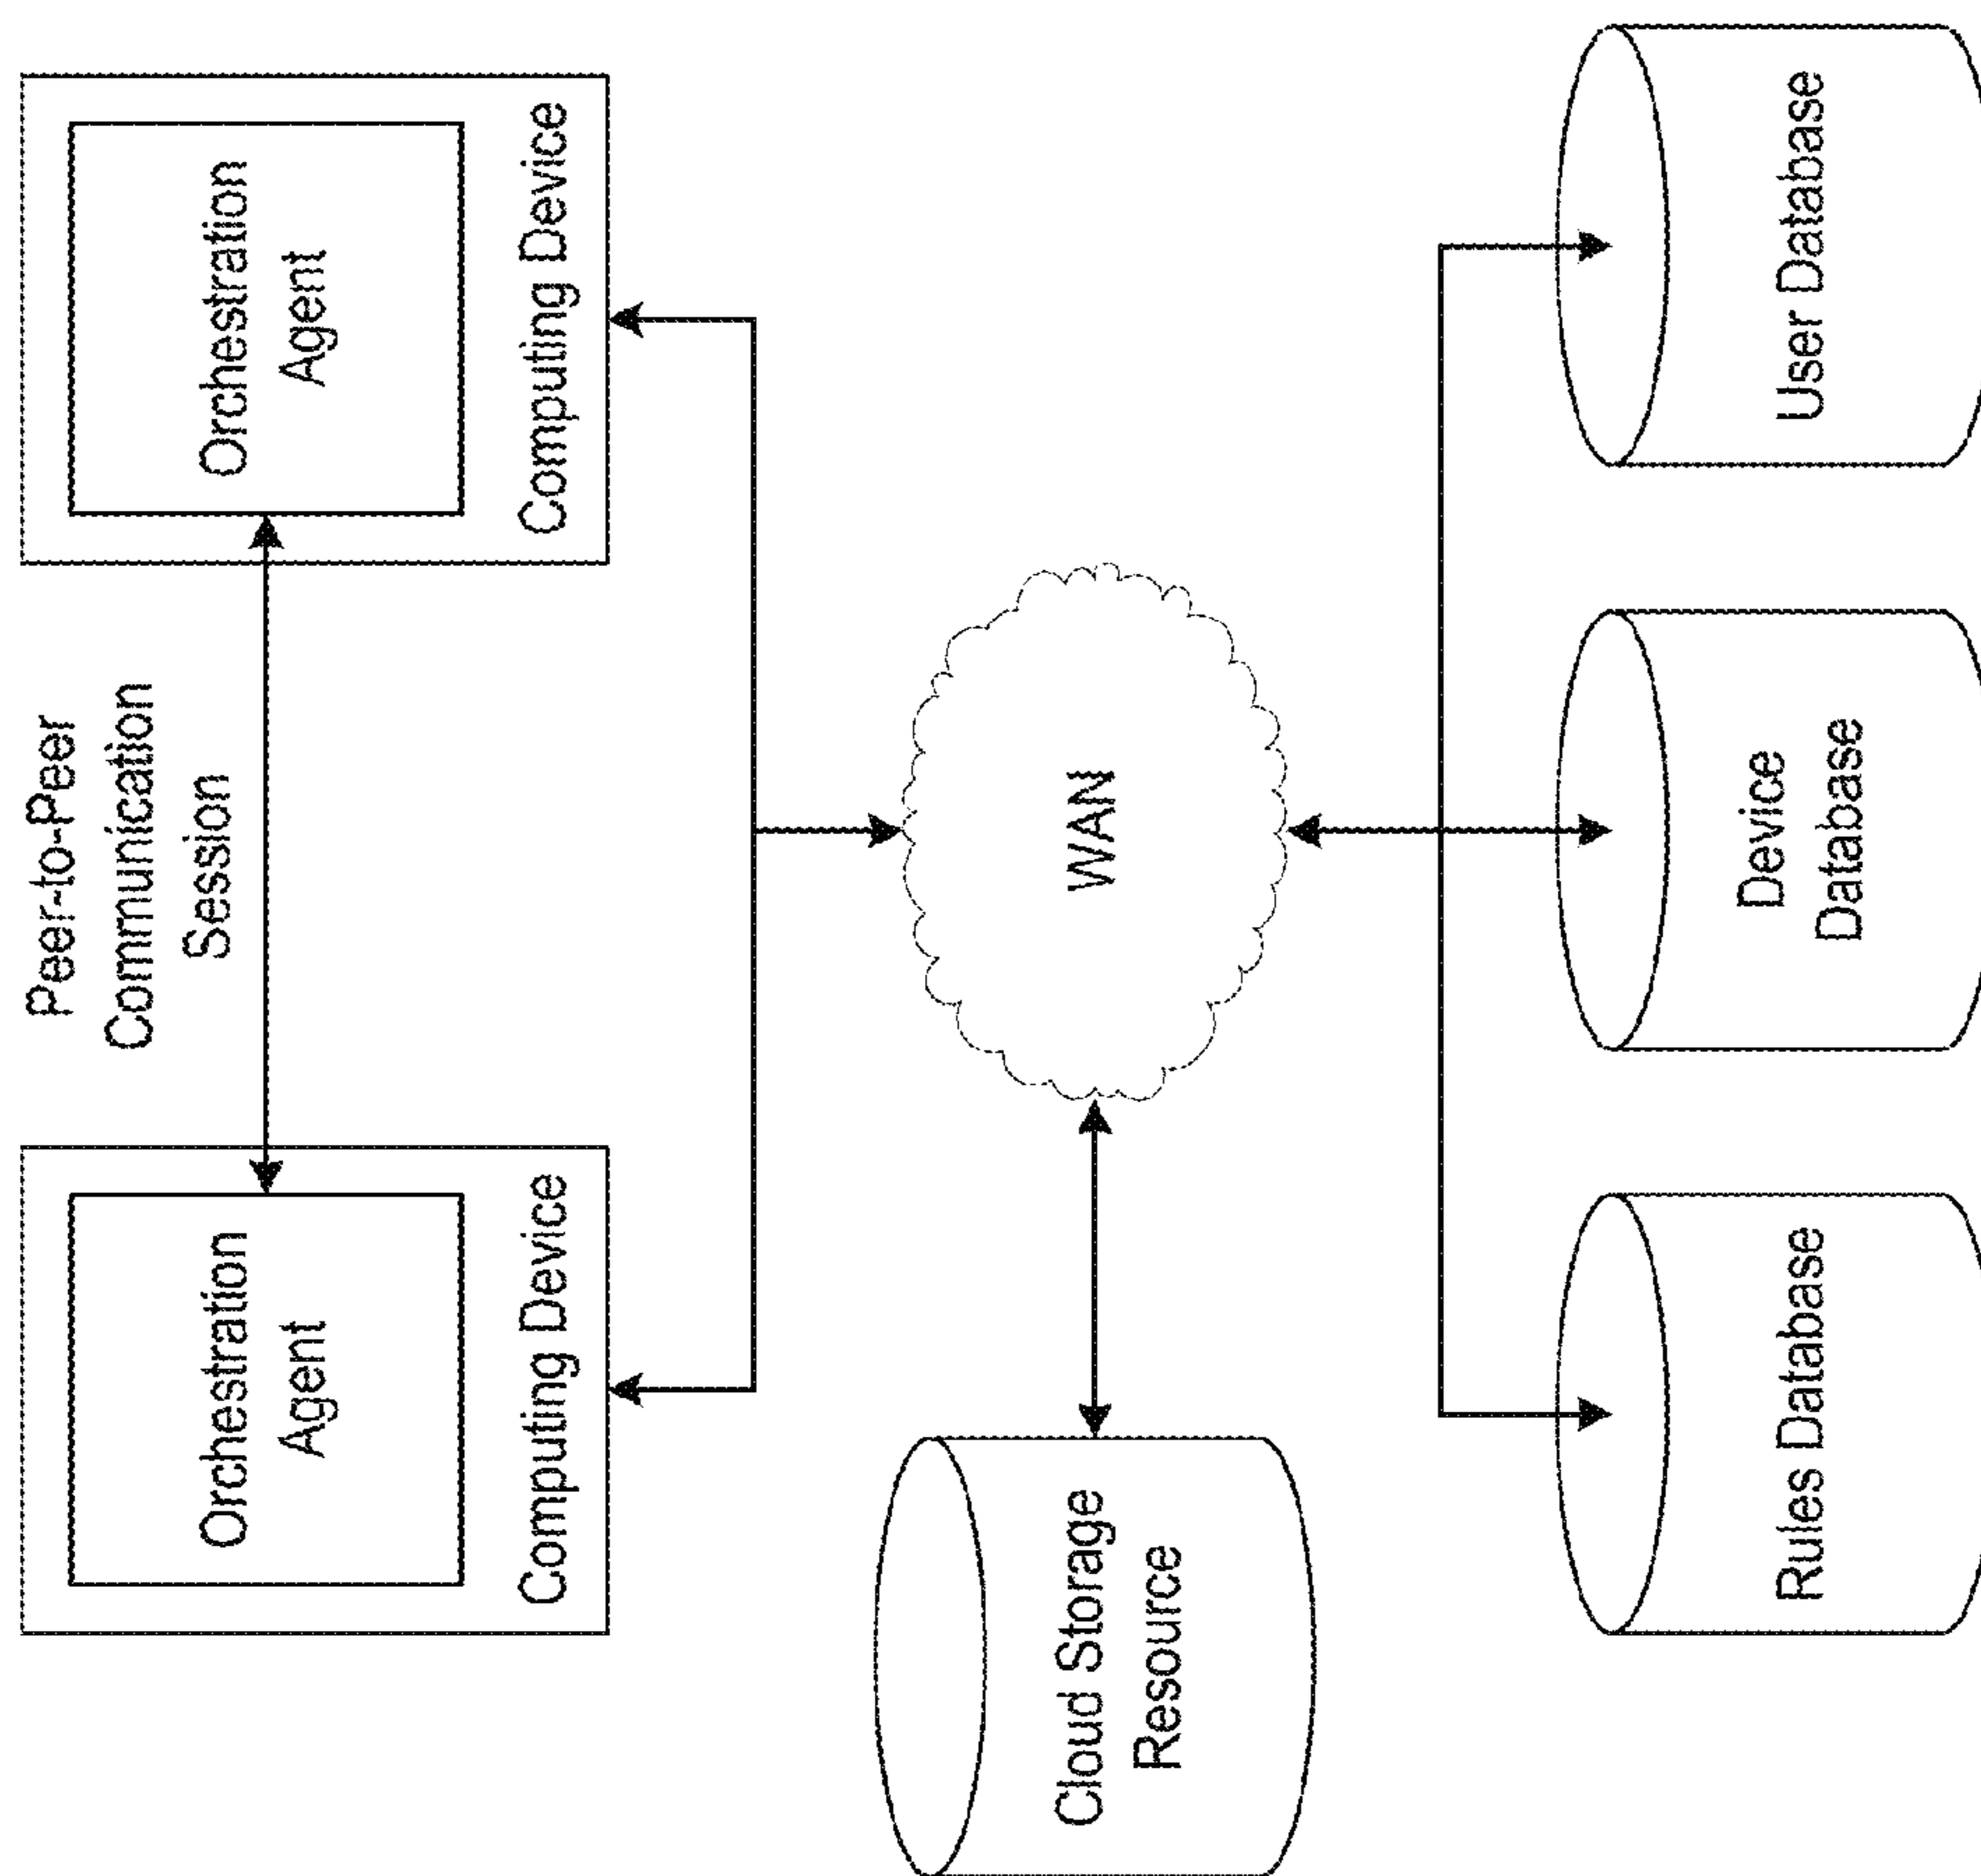 Peer-to-Peer
Communication
Session
Orchestration
Agent
Computing Device
Orchestration
Agent
Computing Device
Cloud Storage
Resource
WAN
Rules Database
Device
Database
User Database